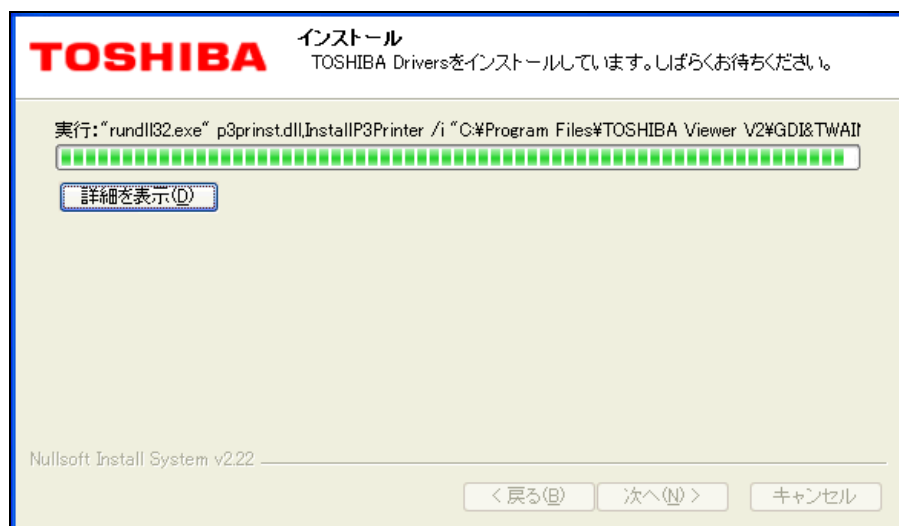 TOSHIBA
インストール
TOSHIBA Driversをインストールしています。しばらくお待ちください。
実行:"rundll32.exe" p3prinst.dll,InstallP3Printer /i "C:¥Program Files¥TOSHIBA Viewer V2¥GDI&TWAIN
詳細を表示(D)
Nullsoft Install System v2.22
< 戻る(B)
次へ(N) >
キャンセル